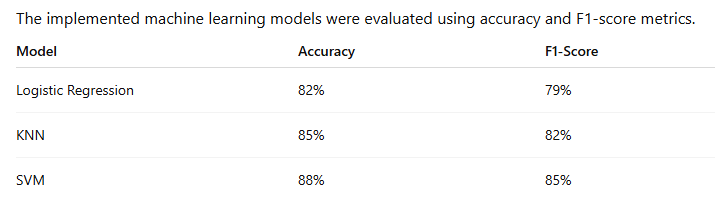 The implemented machine learning models were evaluated using accuracy and F1-score metrics.
Model Accuracy F1-Score
Logistic Regression 82% 79%
KNN 85% 82%
SVM 88% 85%